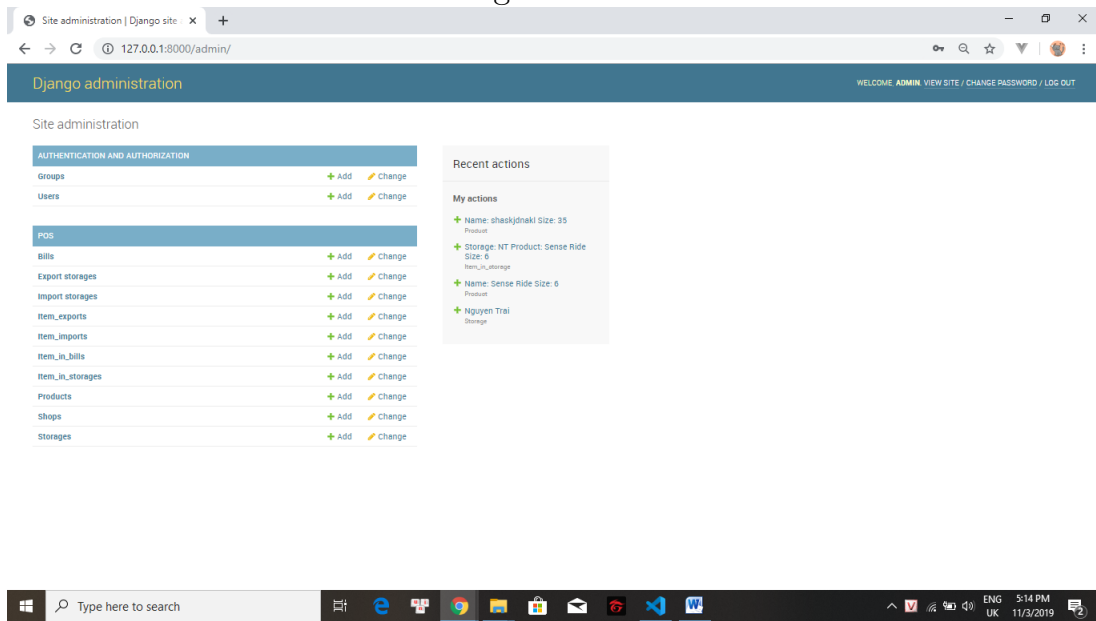 Site administration | Django site
127.0.0.1:8000/admin/
Django administration
WELCOME, ADMIN. VIEW SITE / CHANGE PASSWORD / LOG OUT
Site administration
AUTHENTICATION AND AUTHORIZATION
Groups Add Change
Users Add Change
POS
Bills Add Change
Export storages Add Change
Import storages Add Change
Item_exports Add Change
Item_imports Add Change
Item_in_bills Add Change
Item_in_storages Add Change
Products Add Change
Shops Add Change
Storages Add Change
Recent actions
My actions
Name: shaskjdnakl Size: 35
Product
Storage: NT Product: Sense Ride
Size: 6
Item_in_storage
Name: Sense Ride Size: 6
Product
Nguyen Trai
Storage
Type here to search
ENG 5:14 PM
UK 11/3/2019
2